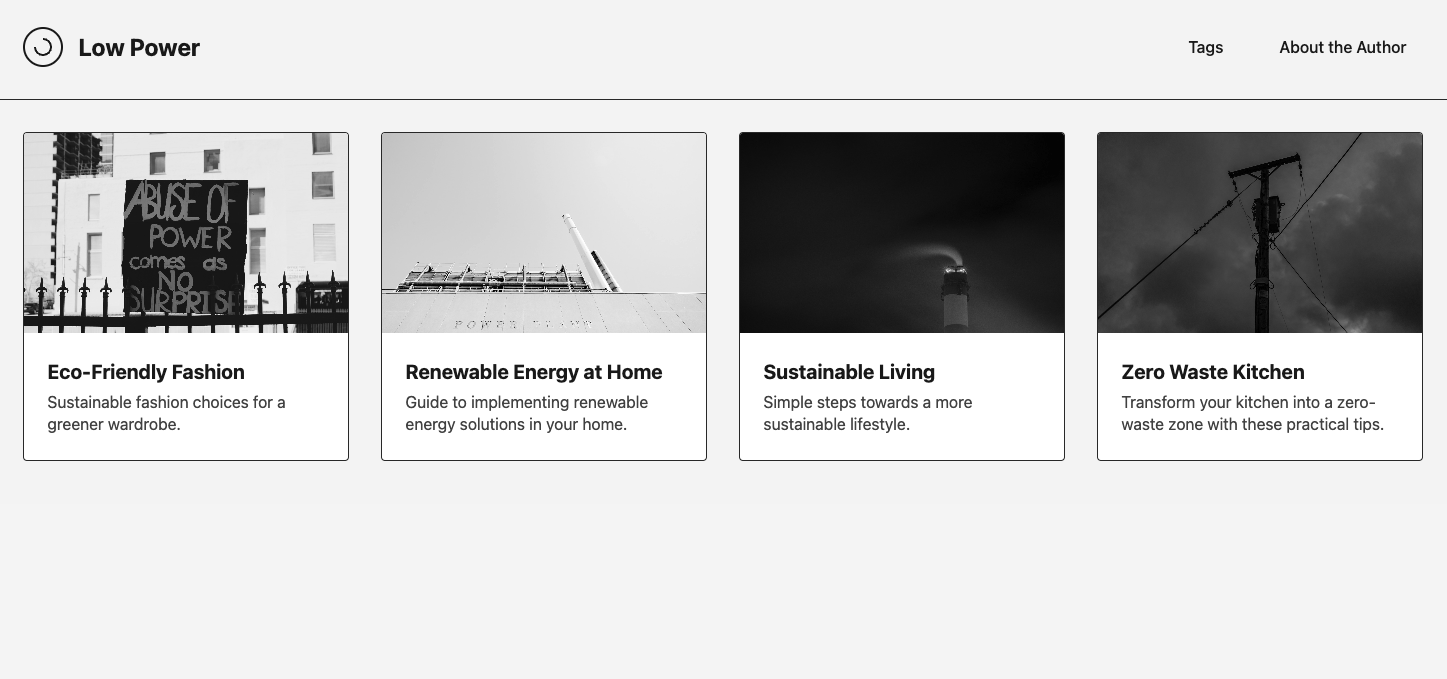 Low Power
Tags
About the Author
ABUSE OF
POWER
comes as
NO
SURPRISE
POWER PLANT
Eco-Friendly Fashion
Sustainable fashion choices for a
greener wardrobe.
Renewable Energy at Home
Guide to implementing renewable
energy solutions in your home.
Sustainable Living
Simple steps towards a more
sustainable lifestyle.
Zero Waste Kitchen
Transform your kitchen into a zero-
waste zone with these practical tips.